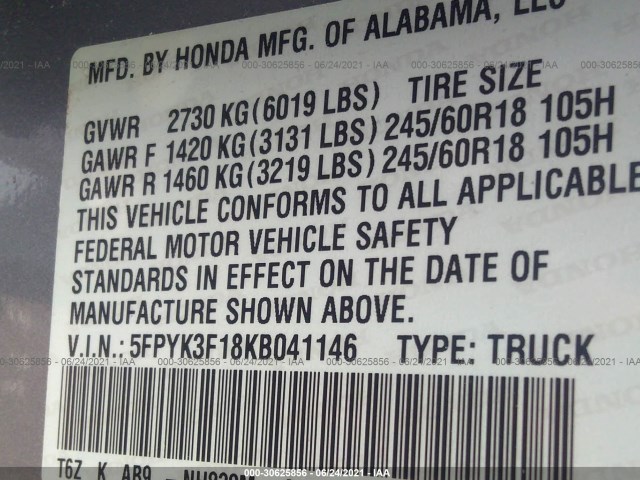 MFD. BY HONDA MFG. OF ALABAMA, LLC
GVWR 2730 KG (6019 LBS) TIRE SIZE
GAWR F 1420 KG (3131 LBS) 245/60R18 105H
GAWR R 1460 KG (3219 LBS) 245/60R18 105H
THIS VEHICLE CONFORMS TO ALL APPLICABLE
FEDERAL MOTOR VEHICLE SAFETY
STANDARDS IN EFFECT ON THE DATE OF
MANUFACTURE SHOWN ABOVE.
V.I.N.: 5FPYK3F18KB041146 TYPE: TRUCK
T6Z K AB9
000-30625856 - 06/24/2021 - IAA